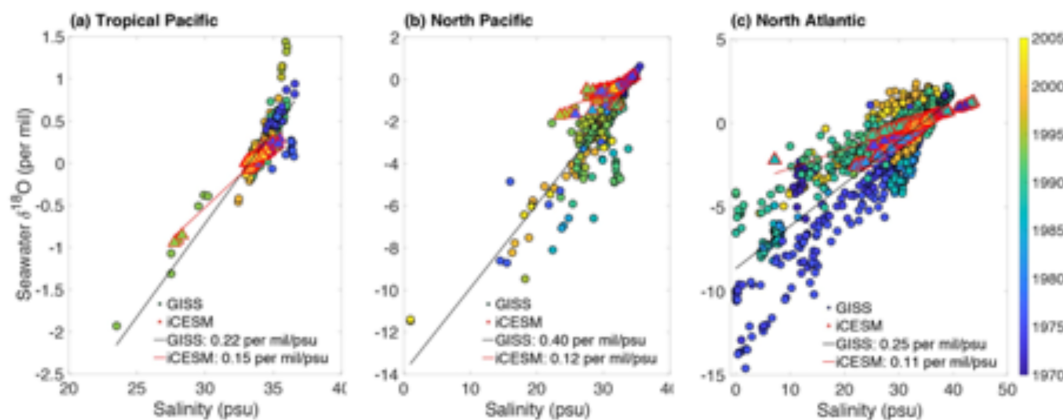 (a) Tropical Pacific
(b) North Pacific
(c) North Atlantic
Seawater δ18O (per mil)
1.5
1
0.5
0
-0.5
-1
-1.5
-2
-2.5
20 25 30 35 40
Salinity (psu)
GISS
iCESM
GISS: 0.22 per mil/psu
iCESM: 0.15 per mil/psu
2
0
-2
-4
-6
-8
-10
-12
-14
0 10 20 30 40
Salinity (psu)
GISS
iCESM
GISS: 0.40 per mil/psu
iCESM: 0.12 per mil/psu
5
0
-5
-10
-15
0 10 20 30 40 50
Salinity (psu)
GISS
iCESM
GISS: 0.25 per mil/psu
iCESM: 0.11 per mil/psu
2005
2000
1995
1990
1985
1980
1975
1970